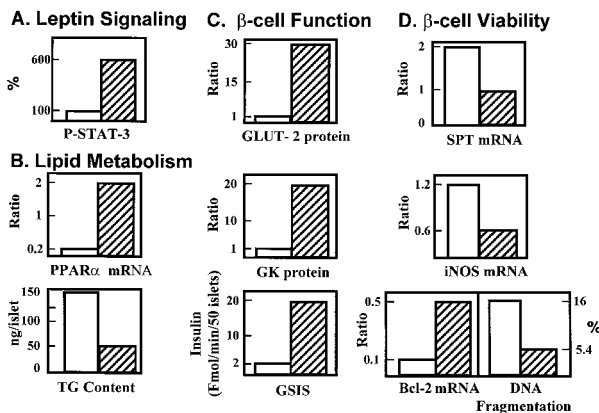 A. Leptin Signaling
600
%
100
P-STAT-3
B. Lipid Metabolism
2
Ratio
1
0.2
PPARα mRNA
150
ng/islet
100
50
0
TG Content
C. β-cell Function
30
Ratio
15
1
GLUT- 2 protein
20
Ratio
10
1
GK protein
20
Insulin
(Fmol/min/50 islets)
10
2
GSIS
D. β-cell Viability
2
Ratio
1
0
SPT mRNA
1.2
Ratio
0.6
iNOS mRNA
0.5
Ratio
0.1
Bcl-2 mRNA
16
%
5.4
DNA
Fragmentation